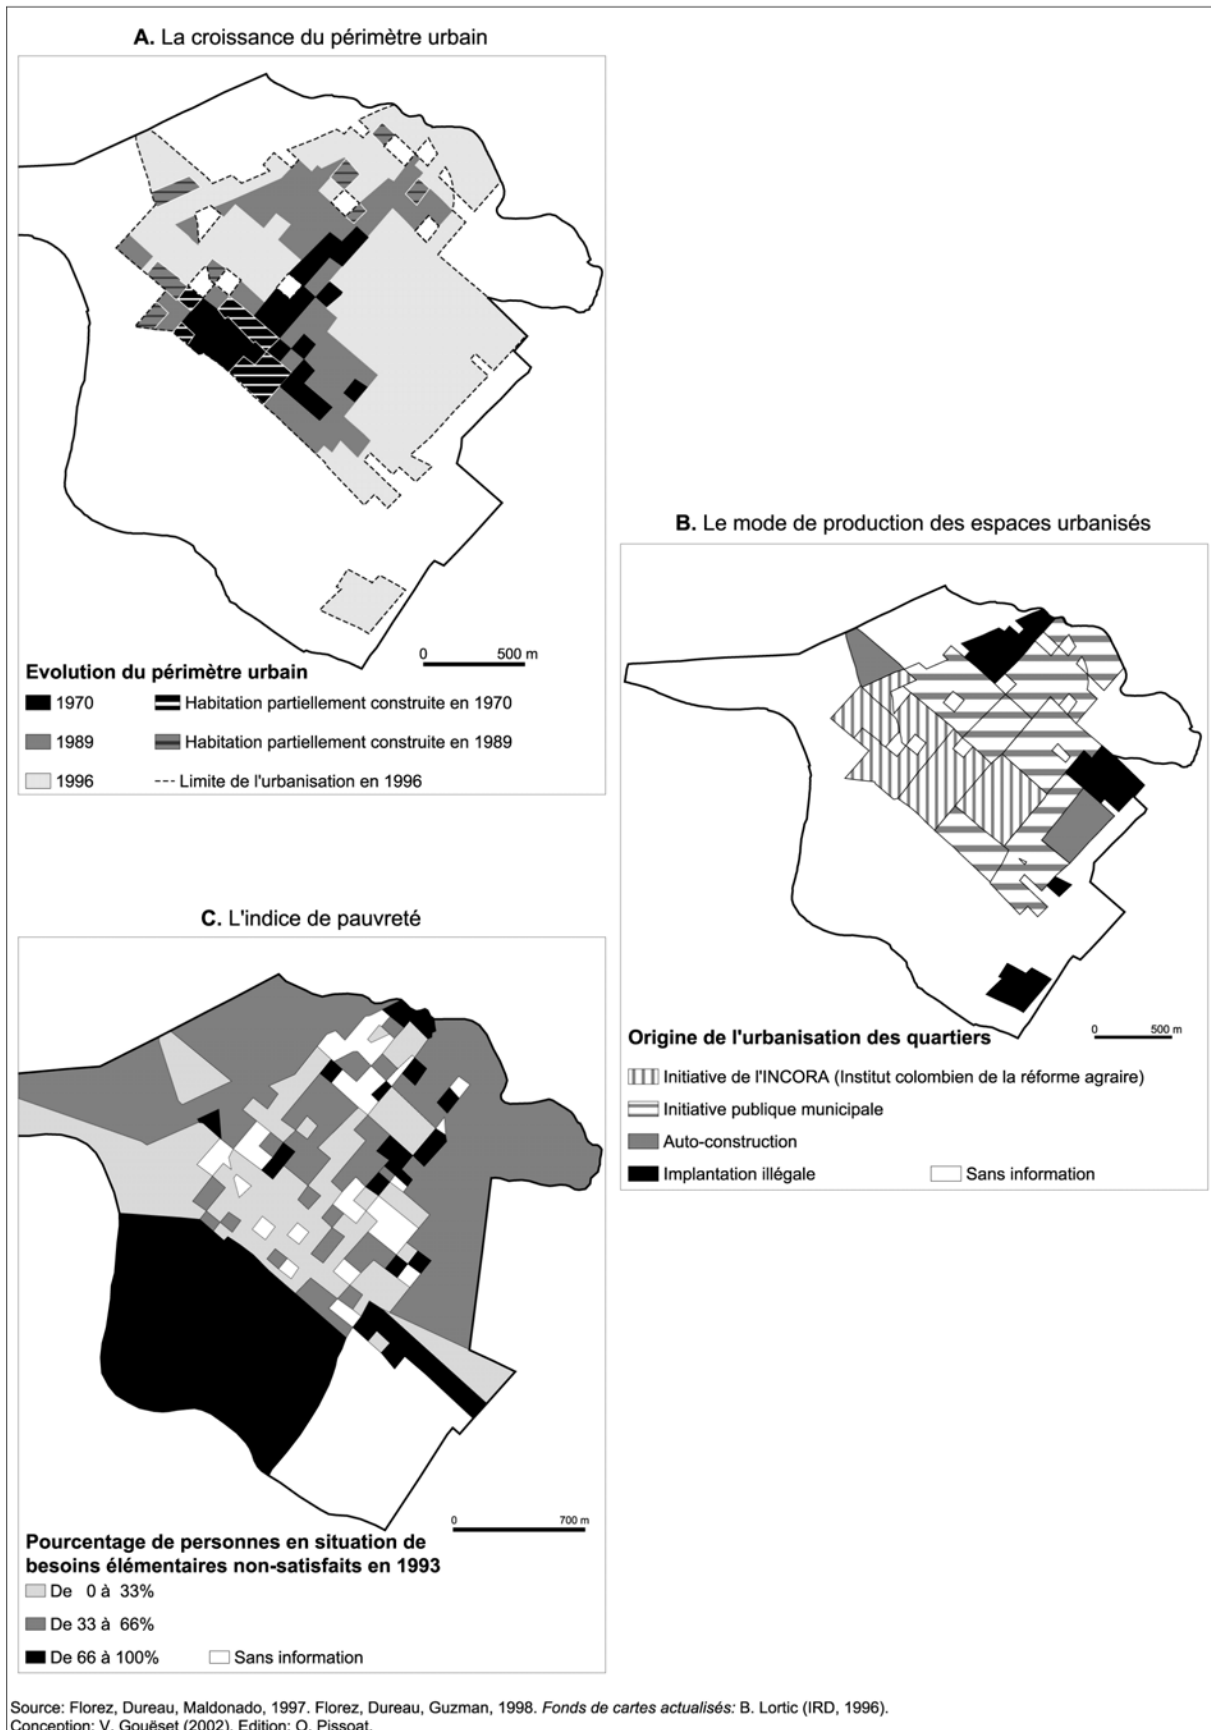 A. La croissance du périmètre urbain
0 500 m
Evolution du périmètre urbain
1970 Habitation partiellement construite en 1970
1989 Habitation partiellement construite en 1989
1996 Limite de l'urbanisation en 1996
B. Le mode de production des espaces urbanisés
0 500 m
Origine de l'urbanisation des quartiers
Initiative de l'INCORA (Institut colombien de la réforme agraire)
Initiative publique municipale
Auto-construction
Implantation illégale Sans information
C. L'indice de pauvreté
0 700 m
Pourcentage de personnes en situation de
besoins élémentaires non-satisfaits en 1993
De 0 à 33%
De 33 à 66%
De 66 à 100% Sans information
Source: Florez, Dureau, Maldonado, 1997. Florez, Dureau, Guzman, 1998. Fonds de cartes actualisés: B. Lortic (IRD, 1996).
Conception: V. Gouëset (2002). Edition: O. Pissoat.